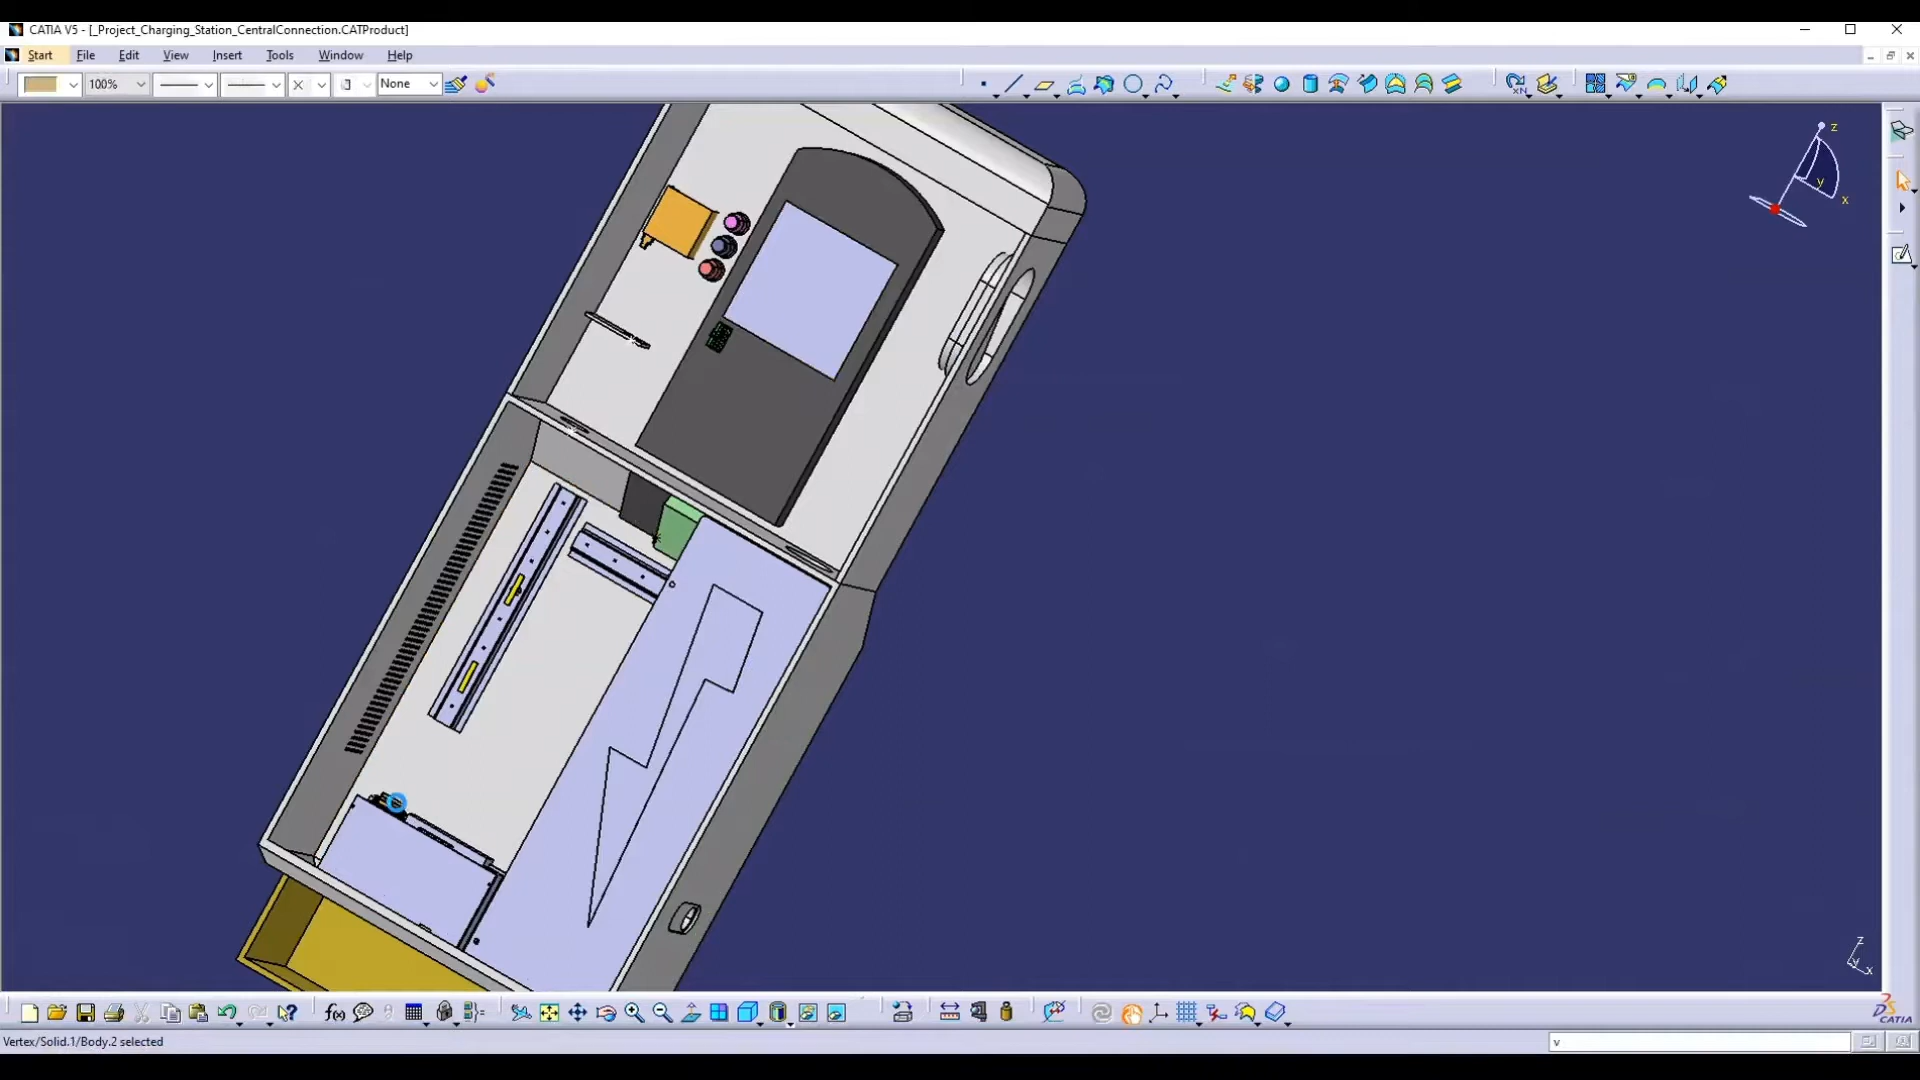 CATIA V5 - [_Project_Charging_Station_CentralConnection.CATProduct]
Start File Edit View Insert Tools Window Help
100% None
z
y
x
z
y
x
CATIA
Vertex/Solid.1/Body.2 selected
v